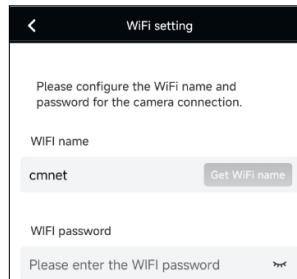 WiFi setting
Please configure the WiFi name and
password for the camera connection.
WIFI name
cmnet Get WiFi name
WIFI password
Please enter the WIFI password